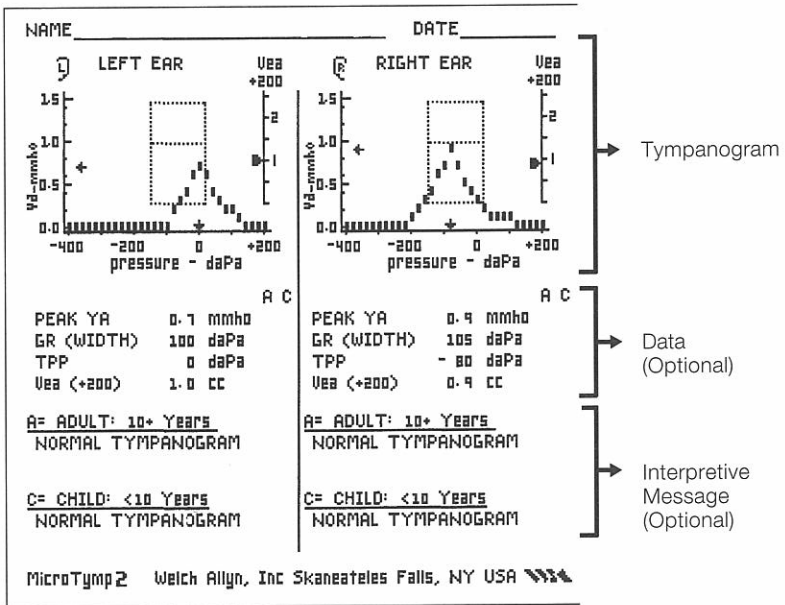 NAME DATE
L LEFT EAR Vea +200
R RIGHT EAR Vea +200
1.5
1.0
0.5
0.0
Ya-mmho
2
1
-400 -200 0 +200
pressure - daPa
1.5
1.0
0.5
0.0
Ya-mmho
2
1
-400 -200 0 +200
pressure - daPa
Tympanogram
A C
PEAK YA 0.7 mmho
GR (WIDTH) 100 daPa
TPP 0 daPa
Vea (+200) 1.0 CC
A C
PEAK YA 0.9 mmho
GR (WIDTH) 105 daPa
TPP - 80 daPa
Vea (+200) 0.9 CC
Data
(Optional)
A= ADULT: 10+ Years
NORMAL TYMPANOGRAM
C= CHILD: <10 Years
NORMAL TYMPANOGRAM
A= ADULT: 10+ Years
NORMAL TYMPANOGRAM
C= CHILD: <10 Years
NORMAL TYMPANOGRAM
Interpretive
Message
(Optional)
MicroTymp2 Welch Allyn, Inc Skaneateles Falls, NY USA